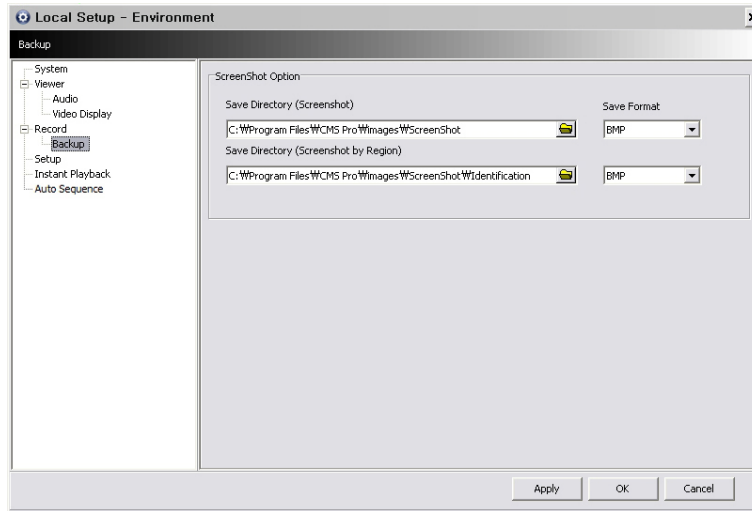 Local Setup - Environment
Backup
System
Viewer
Audio
Video Display
Record
Backup
Setup
Instant Playback
Auto Sequence
ScreenShot Option
Save Directory (Screenshot)
Save Format
C:₩Program Files₩CMS Pro₩images₩ScreenShot
BMP
Save Directory (Screenshot by Region)
C:₩Program Files₩CMS Pro₩images₩ScreenShot₩Identification
BMP
Apply
OK
Cancel